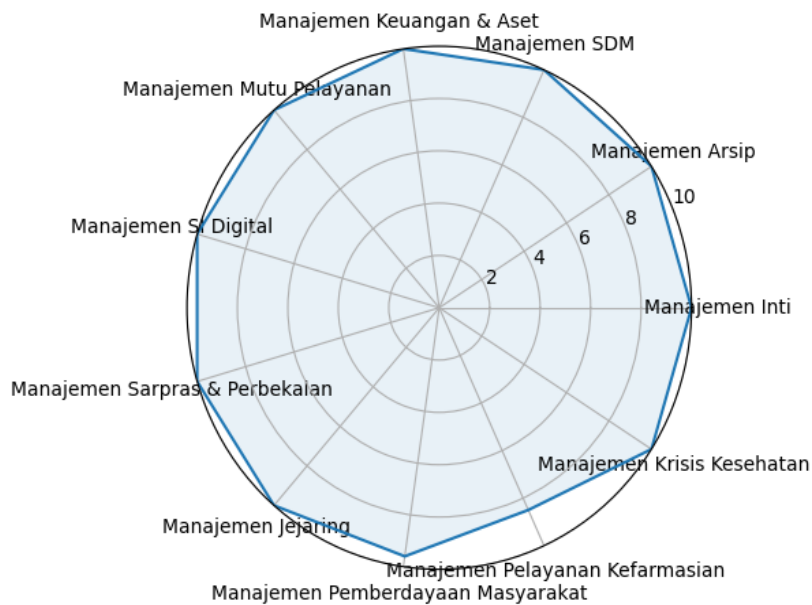 Manajemen Keuangan & Aset
Manajemen SDM
Manajemen Mutu Pelayanan
Manajemen Arsip
10
8
6
4
2
Manajemen SI Digital
Manajemen Inti
Manajemen Sarpras & Perbekalan
Manajemen Krisis Kesehatan
Manajemen Jejaring
Manajemen Pelayanan Kefarmasian
Manajemen Pemberdayaan Masyarakat